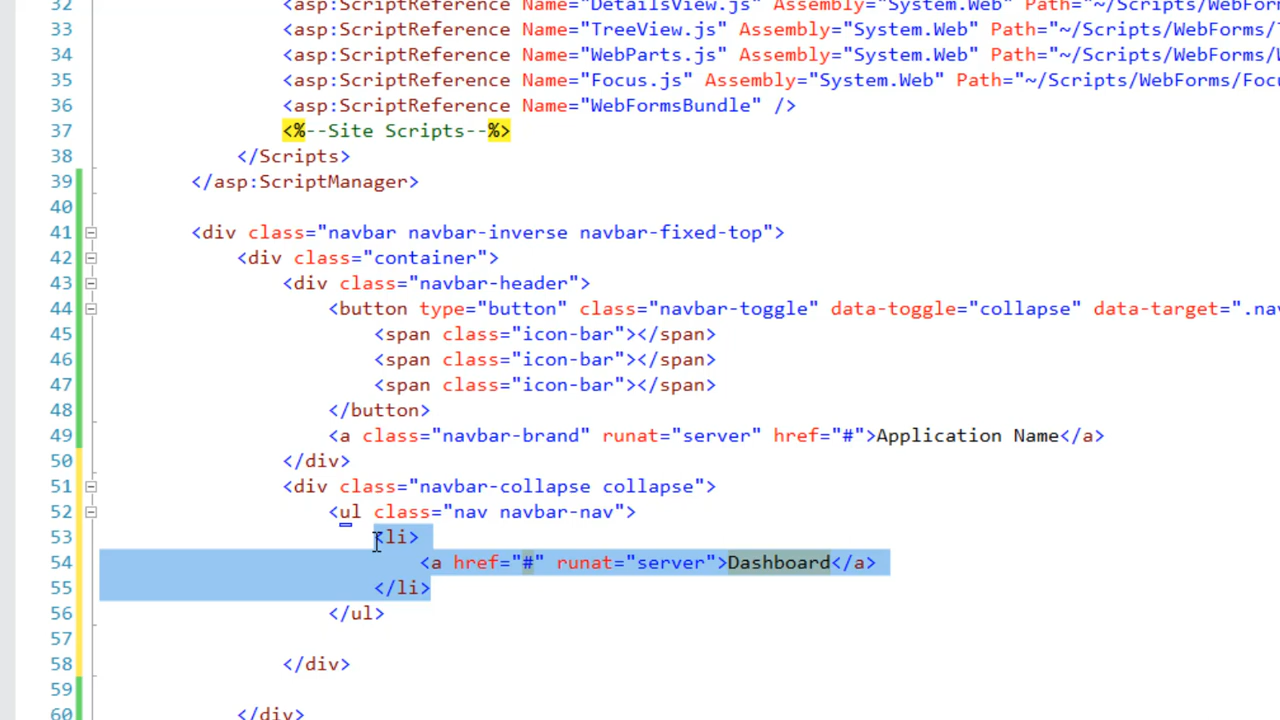 32 <asp:ScriptReference Name="DetailsView.js" Assembly="System.Web" Path="~/Scripts/WebForm
33 <asp:ScriptReference Name="TreeView.js" Assembly="System.Web" Path="~/Scripts/WebForms/T
34 <asp:ScriptReference Name="WebParts.js" Assembly="System.Web" Path="~/Scripts/WebForms/
35 <asp:ScriptReference Name="Focus.js" Assembly="System.Web" Path="~/Scripts/WebForms/Focu
36 <asp:ScriptReference Name="WebFormsBundle" />
37 <%--Site Scripts--%>
38 </Scripts>
39 </asp:ScriptManager>
40
41 <div class="navbar navbar-inverse navbar-fixed-top">
42 <div class="container">
43 <div class="navbar-header">
44 <button type="button" class="navbar-toggle" data-toggle="collapse" data-target=".nav
45 <span class="icon-bar"></span>
46 <span class="icon-bar"></span>
47 <span class="icon-bar"></span>
48 </button>
49 <a class="navbar-brand" runat="server" href="#">Application Name</a>
50 </div>
51 <div class="navbar-collapse collapse">
52 <ul class="nav navbar-nav">
53 <li>
54 <a href="#" runat="server">Dashboard</a>
55 </li>
56 </ul>
57
58 </div>
59
60 </div>